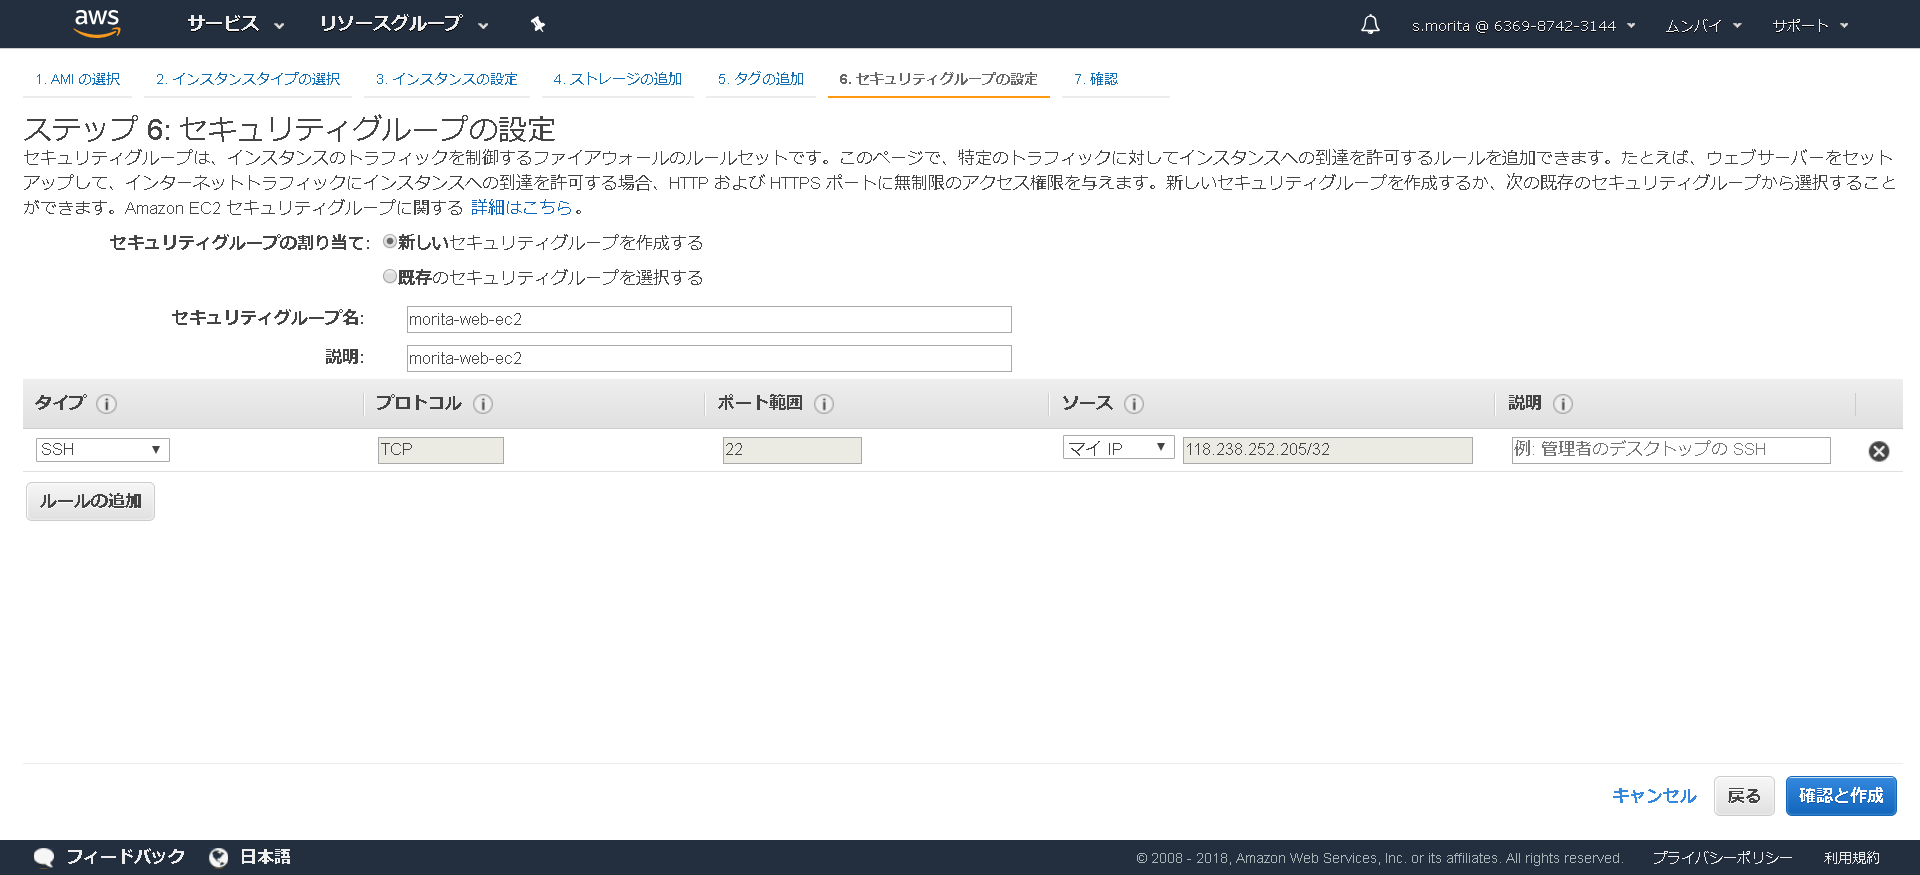 aws サービス リソースグループ s.morita @ 6369-8742-3144 ムンバイ サポート
1. AMI の選択 2. インスタンスタイプの選択 3. インスタンスの設定 4. ストレージの追加 5. タグの追加 6. セキュリティグループの設定 7. 確認
ステップ 6: セキュリティグループの設定
セキュリティグループは、インスタンスのトラフィックを制御するファイアウォールのルールセットです。このページで、特定のトラフィックに対してインスタンスへの到達を許可するルールを追加できます。たとえば、ウェブサーバーをセット
アップして、インターネットトラフィックにインスタンスへの到達を許可する場合、HTTP および HTTPS ポートに無制限のアクセス権限を与えます。新しいセキュリティグループを作成するか、次の既存のセキュリティグループから選択すること
ができます。Amazon EC2 セキュリティグループに関する 詳細はこちら。
セキュリティグループの割り当て: 新しいセキュリティグループを作成する
既存のセキュリティグループを選択する
セキュリティグループ名: morita-web-ec2
説明: morita-web-ec2
タイプ プロトコル ポート範囲 ソース 説明
SSH TCP 22 マイ IP 118.238.252.205/32 例: 管理者のデスクトップの SSH
ルールの追加
キャンセル 戻る 確認と作成
フィードバック 日本語 © 2008 - 2018, Amazon Web Services, Inc. or its affiliates. All rights reserved. プライバシーポリシー 利用規約